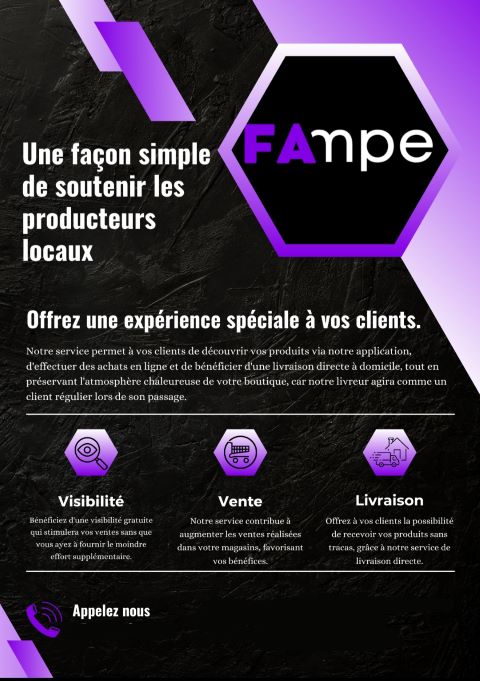 FAmpe
Une façon simple
de soutenir les
producteurs
locaux
Offrez une expérience spéciale à vos clients.
Notre service permet à vos clients de découvrir vos produits via notre application,
d'effectuer des achats en ligne et de bénéficier d'une livraison directe à domicile, tout en
préservant l'atmosphère chaleureuse de votre boutique, car notre livreur agira comme un
client régulier lors de son passage.
Visibilité
Bénéficiez d'une visibilité gratuite
qui stimulera vos ventes sans que
vous ayez à fournir le moindre
effort supplémentaire.
Vente
Notre service contribue à
augmenter les ventes réalisées
dans votre magasins, favorisant
vos bénéfices.
Livraison
Offrez à vos clients la possibilité
de recevoir vos produits sans
tracas, grâce à notre service de
livraison directe.
Appelez nous